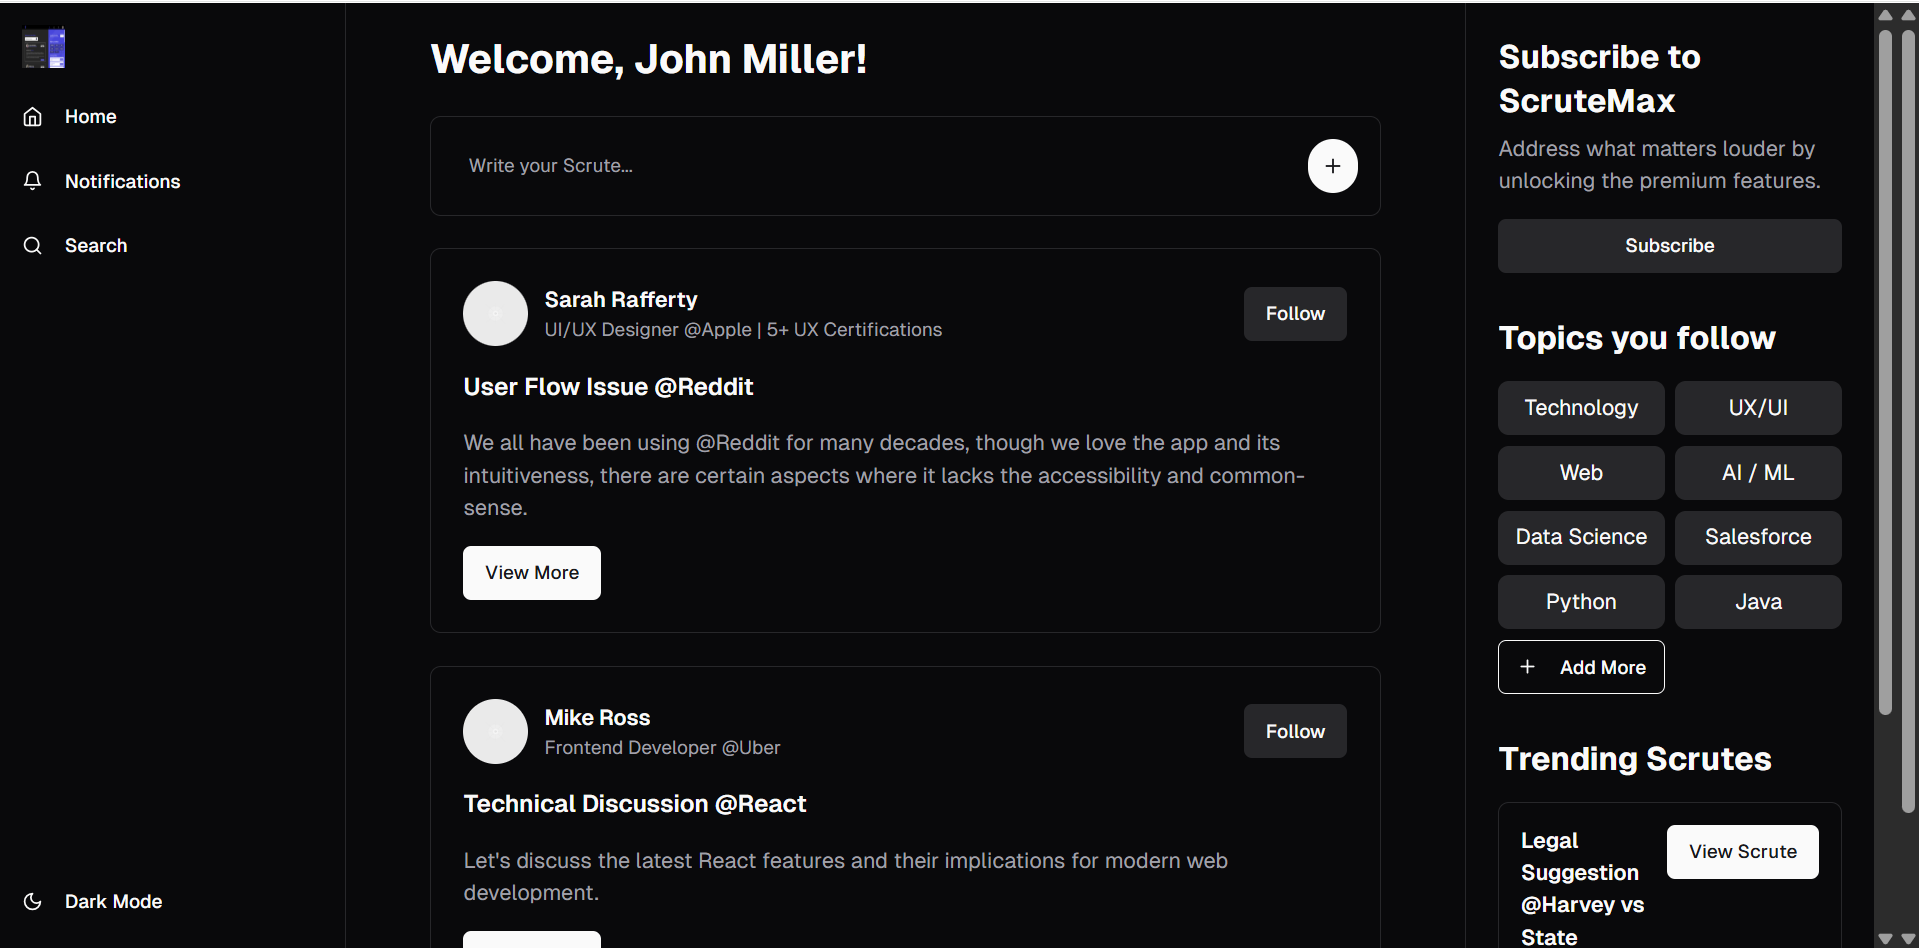 Home
Notifications
Search
Dark Mode
Welcome, John Miller!
Write your Scrute...
Sarah Rafferty
UI/UX Designer @Apple | 5+ UX Certifications
Follow
User Flow Issue @Reddit
We all have been using @Reddit for many decades, though we love the app and its
intuitiveness, there are certain aspects where it lacks the accessibility and common-
sense.
View More
Mike Ross
Frontend Developer @Uber
Follow
Technical Discussion @React
Let's discuss the latest React features and their implications for modern web
development.
Subscribe to
ScruteMax
Address what matters louder by
unlocking the premium features.
Subscribe
Topics you follow
Technology
UX/UI
Web
AI / ML
Data Science
Salesforce
Python
Java
Add More
Trending Scrutes
Legal
Suggestion
@Harvey vs
State
View Scrute